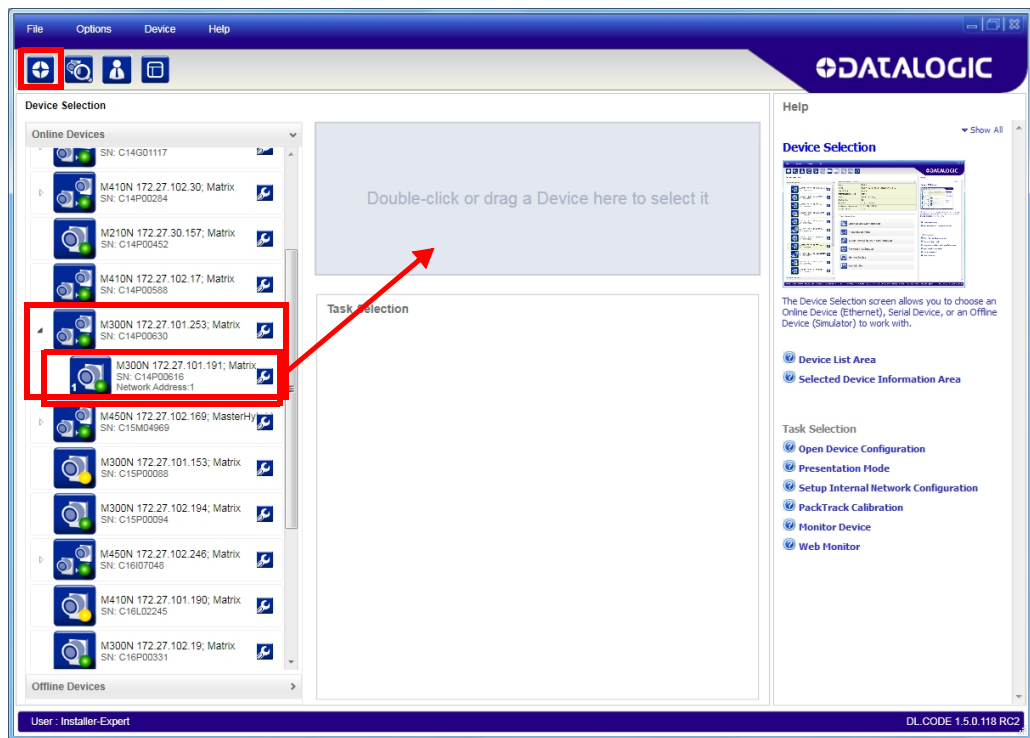 File Options Device Help
DATALOGIC
Device Selection
Online Devices
SN: C14G01117
M410N 172.27.102.30; Matrix
SN: C14P00284
M210N 172.27.30.157; Matrix
SN: C14P00452
M410N 172.27.102.17; Matrix
SN: C14P00588
M300N 172.27.101.253; Matrix
SN: C14P00630
M300N 172.27.101.191; Matrix
SN: C14P00616
Network Address:1
1
M450N 172.27.102.169; MasterHy
SN: C15M04969
M300N 172.27.101.153; Matrix
SN: C15P00088
M300N 172.27.102.194; Matrix
SN: C15P00094
M450N 172.27.102.246; Matrix
SN: C16I07048
M410N 172.27.101.190; Matrix
SN: C16L02245
M300N 172.27.102.19; Matrix
SN: C16P00331
Offline Devices
Double-click or drag a Device here to select it
Task Selection
Help
Show All
Device Selection
DATALOGIC
The Device Selection screen allows you to choose an
Online Device (Ethernet), Serial Device, or an Offline
Device (Simulator) to work with.
Device List Area
Selected Device Information Area
Task Selection
Open Device Configuration
Presentation Mode
Setup Internal Network Configuration
PackTrack Calibration
Monitor Device
Web Monitor
User : Installer-Expert
DL.CODE 1.5.0.118 RC2